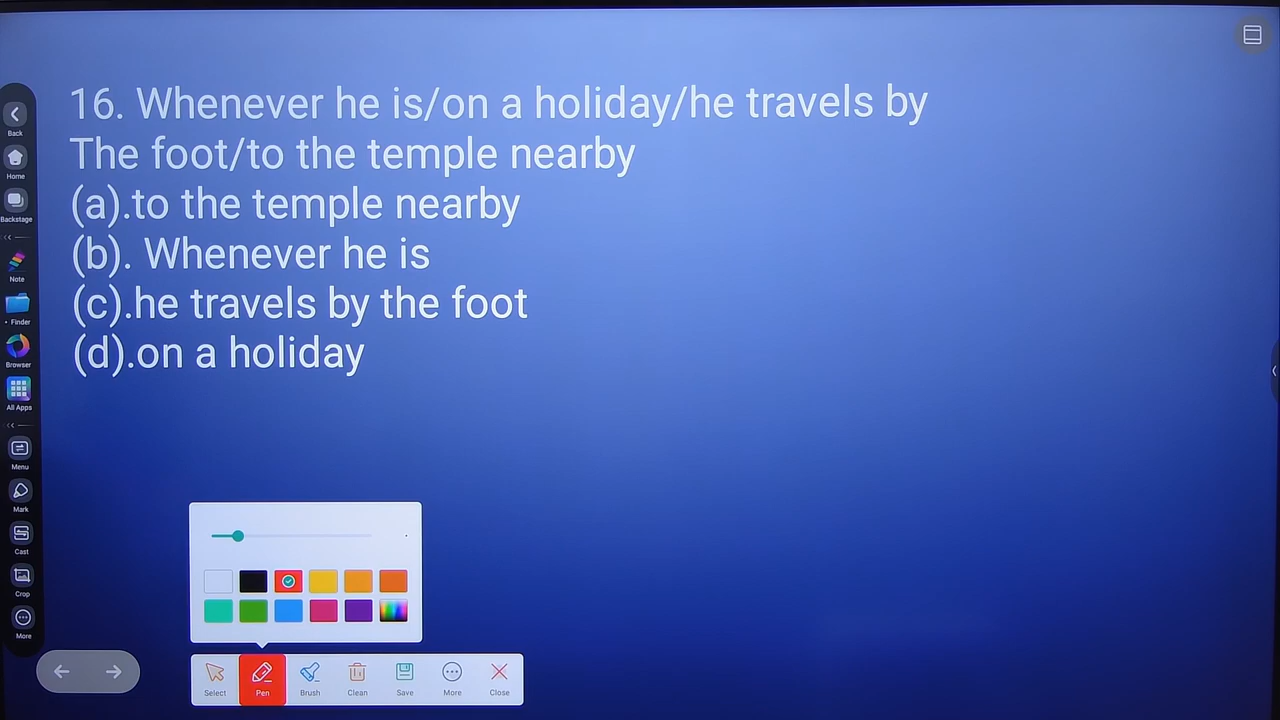 16. Whenever he is/on a holiday/he travels by
The foot/to the temple nearby
(a).to the temple nearby
(b). Whenever he is
(c).he travels by the foot
(d).on a holiday
Back
Home
Backstage
Note
Finder
Browser
All Apps
Menu
Mark
Cast
Crop
More
Select
Pen
Brush
Clean
Save
More
Close